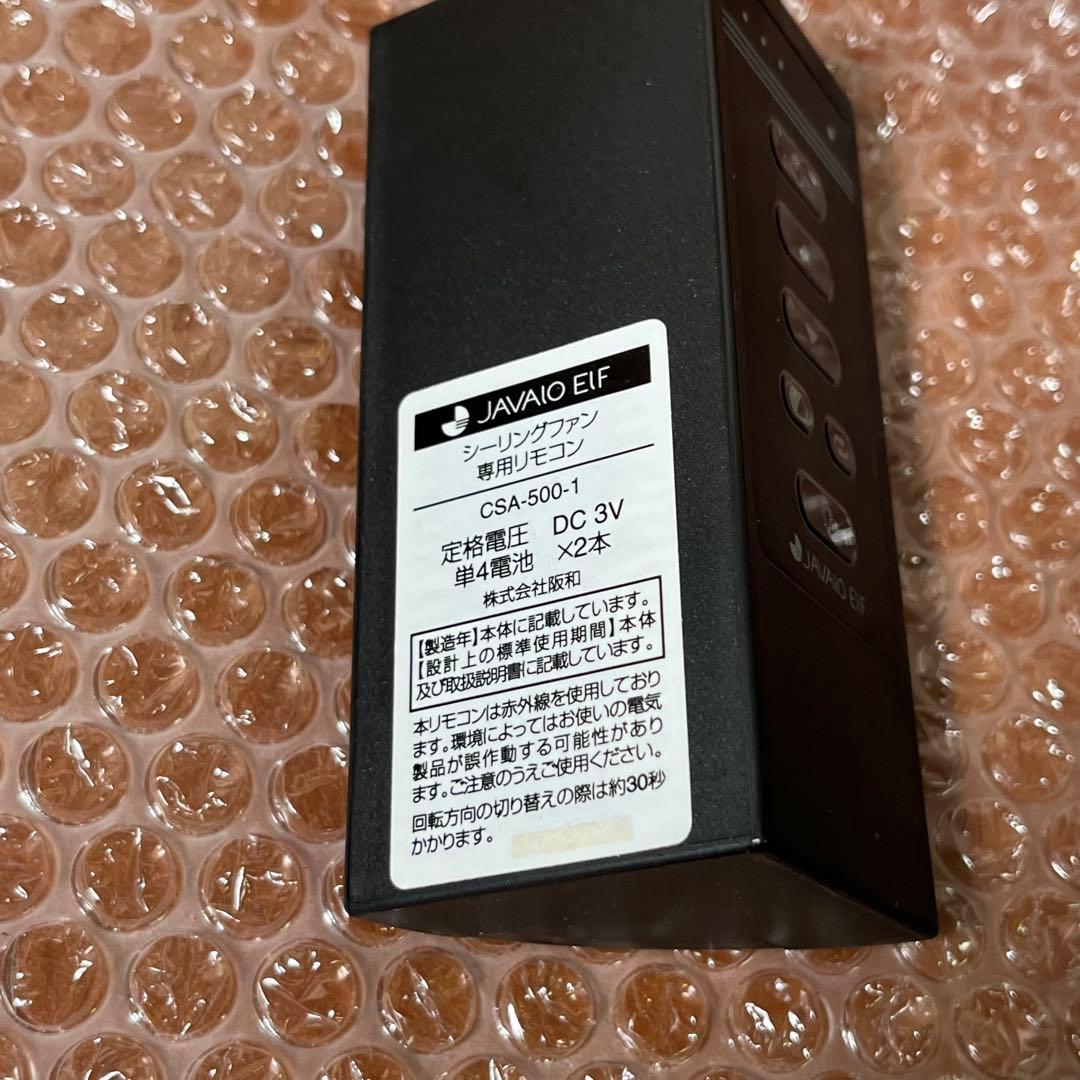 JAVALO ELF
シーリングファン
専用リモコン
CSA-500-1
定格電圧 DC 3V
単4電池 ×2本
株式会社阪和
【製造年】本体に記載しています。
【設計上の標準使用期間】本体
及び取扱説明書に記載しています。
本リモコンは赤外線を使用しており
ます。環境によってはお使いの電気
製品が誤作動する可能性があり
ます。ご注意のうえご使用ください。
回転方向の切り替えの際は約30秒
かかります。
JAVALO ELF